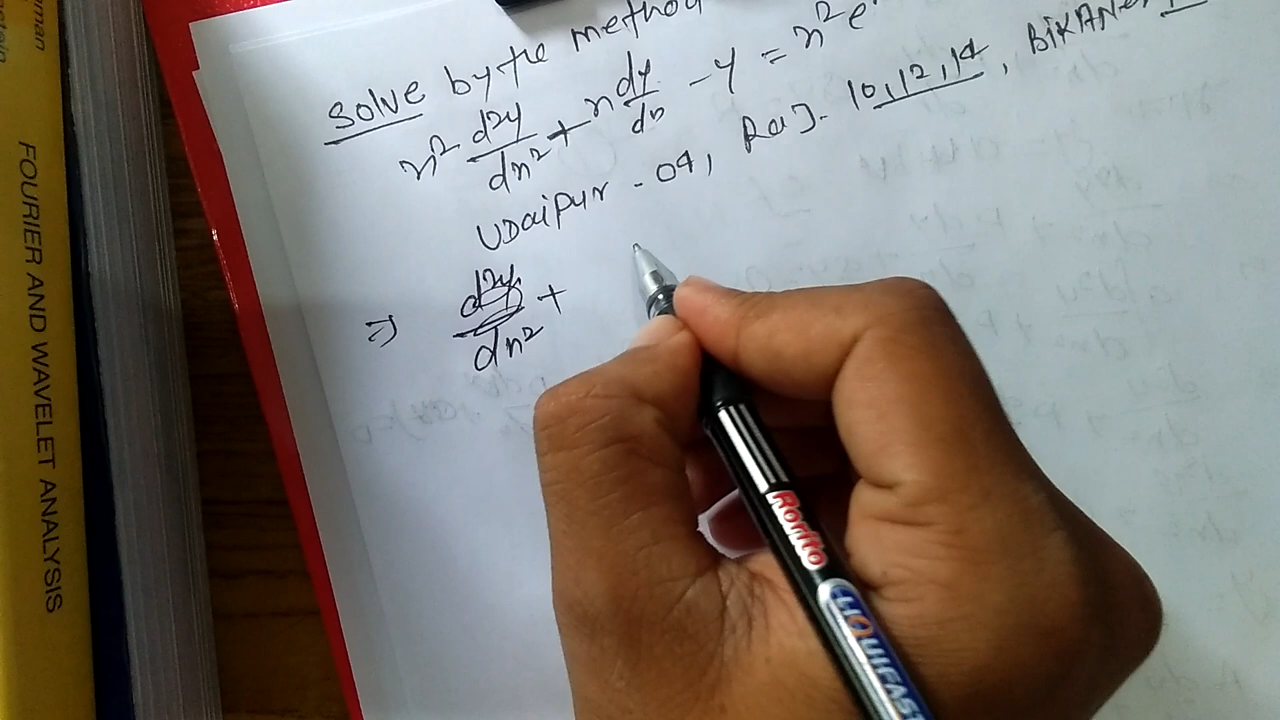 solve by the method
x² d²y/dx² + x dy/dx - y = x² e
Udaipur - 04, Raj. 10, 12, 14, BIKANER
⇒ d²y/dx² +
FOURIER AND WAVELET ANALYSIS
Rorito
LIQUIFAST